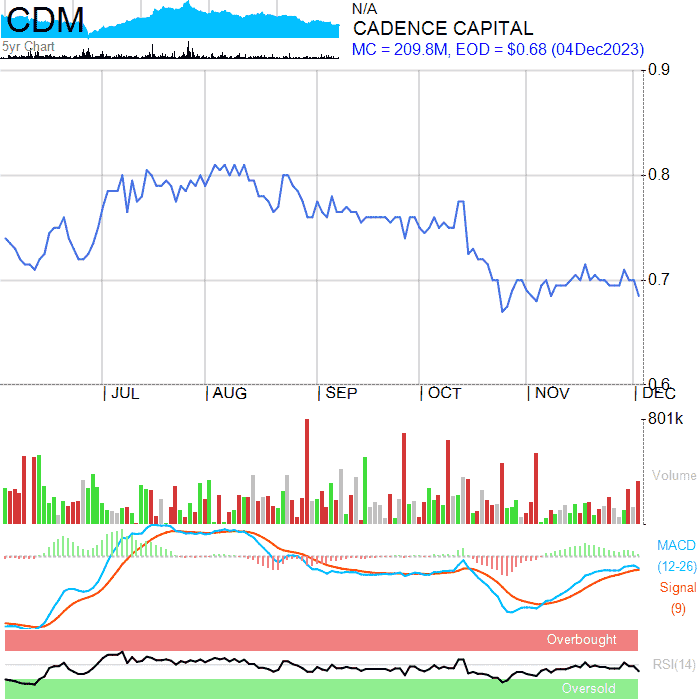 CDM
5yr Chart
N/A
CADENCE CAPITAL
MC = 209.8M, EOD = $0.68 (04Dec2023)
0.9
0.8
0.7
0.6
JUL
AUG
SEP
OCT
NOV
DEC
801k
Volume
MACD
(12-26)
Signal
(9)
Overbought
RSI(14)
Oversold